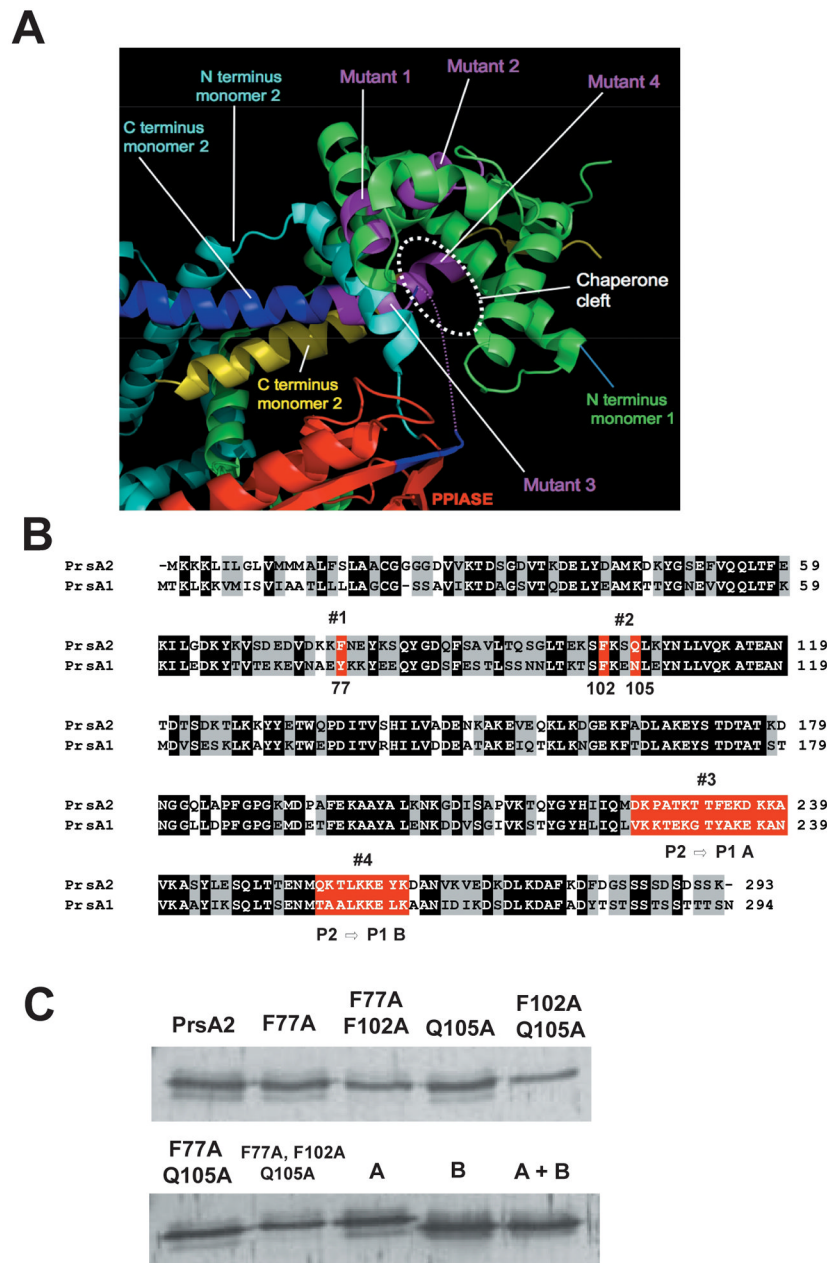 A
N terminus
monomer 2
Mutant 1
Mutant 2
Mutant 4
C terminus
monomer 2
Chaperone
cleft
C terminus
monomer 2
N terminus
monomer 1
PPIASE
Mutant 3
B
PrsA2 -MKKKLILGLVMMMALFSLAACGGGGDVVKTDSGDVTKDELYDAMKDKYGSEFVQQLTFE 59
PrsA1 MTKLKKVMISVIAATLLLLLAGCG-SSAVIKTDAGSVTQDELYEAMKTTYGNEVVQQLTFK 59
#1 #2
PrsA2 KILGDKYKVSDEDVDKKFNEYKSQYGDQFSAVLTQSGLTEKSFKSQLKYNLLVQKATEAN 119
PrsA1 KILEDKYTVTEKEVNAEYKKYEEQYGDSFESTLSSNNLTKTSFKENLEYNLLVQKATEAN 119
77 102 105
PrsA2 TDTSDKTLKKYYETWQPDITVSHILVADENKAKEVEQKLKDGEKFADLAKEYSTDTATKD 179
PrsA1 MDVSESKLKAYYKTWEPDITVRHILVDDEATAKEIQTKLKNGEKFTDLAKEYSTDTATST 179
#3
PrsA2 NGGQLAPFGPGKMDPAFEKAAYALKNKGDISAPVKTQYGYHIIQMDKPATKTTFEKDKKA 239
PrsA1 NGGLLDPFGPGEMDETFEKAAYALENKDDVSGIVKSTYGYHLIQLVKKTEKGTYAKEKAN 239
P2 ⇨ P1 A
#4
PrsA2 VKASYLESQLTTENMQKTLKKEYKDANVKVEDKDLKDAFKDFDGSSSSDSDSSK- 293
PrsA1 VKAAYIKSQLTSENMTAALKKELKAANIDIKDSDLKDAFADYTSTSSTSSTTTSN 294
P2 ⇨ P1 B
C
PrsA2 F77A F77A F102A Q105A F102A Q105A
F77A Q105A F77A, F102A Q105A A B A + B